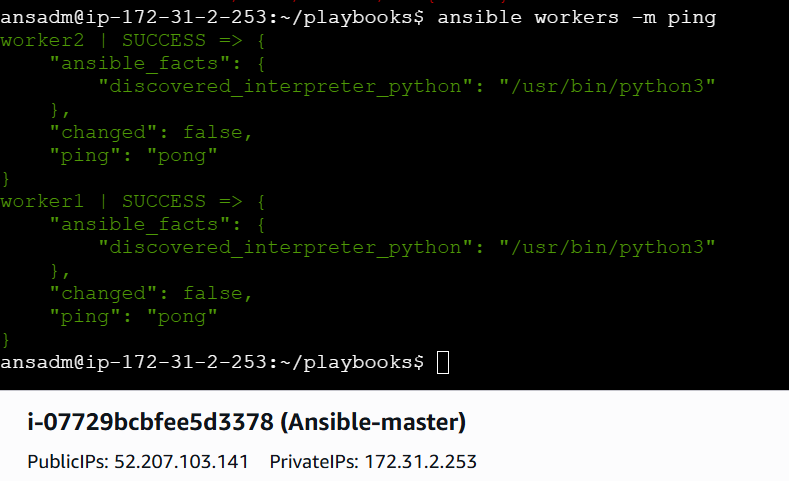 ansadm@ip-172-31-2-253:~/playbooks$ ansible workers -m ping
worker2 | SUCCESS => {
    "ansible_facts": {
        "discovered_interpreter_python": "/usr/bin/python3"
    },
    "changed": false,
    "ping": "pong"
}
worker1 | SUCCESS => {
    "ansible_facts": {
        "discovered_interpreter_python": "/usr/bin/python3"
    },
    "changed": false,
    "ping": "pong"
}
ansadm@ip-172-31-2-253:~/playbooks$
i-07729bcbfee5d3378 (Ansible-master)
PublicIPs: 52.207.103.141    PrivateIPs: 172.31.2.253